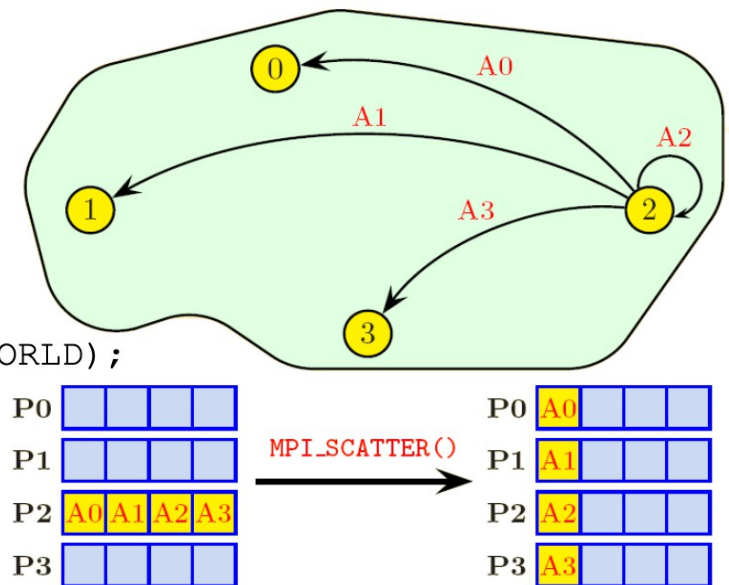 0
A0
A1
A2
1
2
A3
3
ORLD);
P0
P1
P2 A0 A1 A2 A3
P3
MPI_SCATTER()
P0 A0
P1 A1
P2 A2
P3 A3